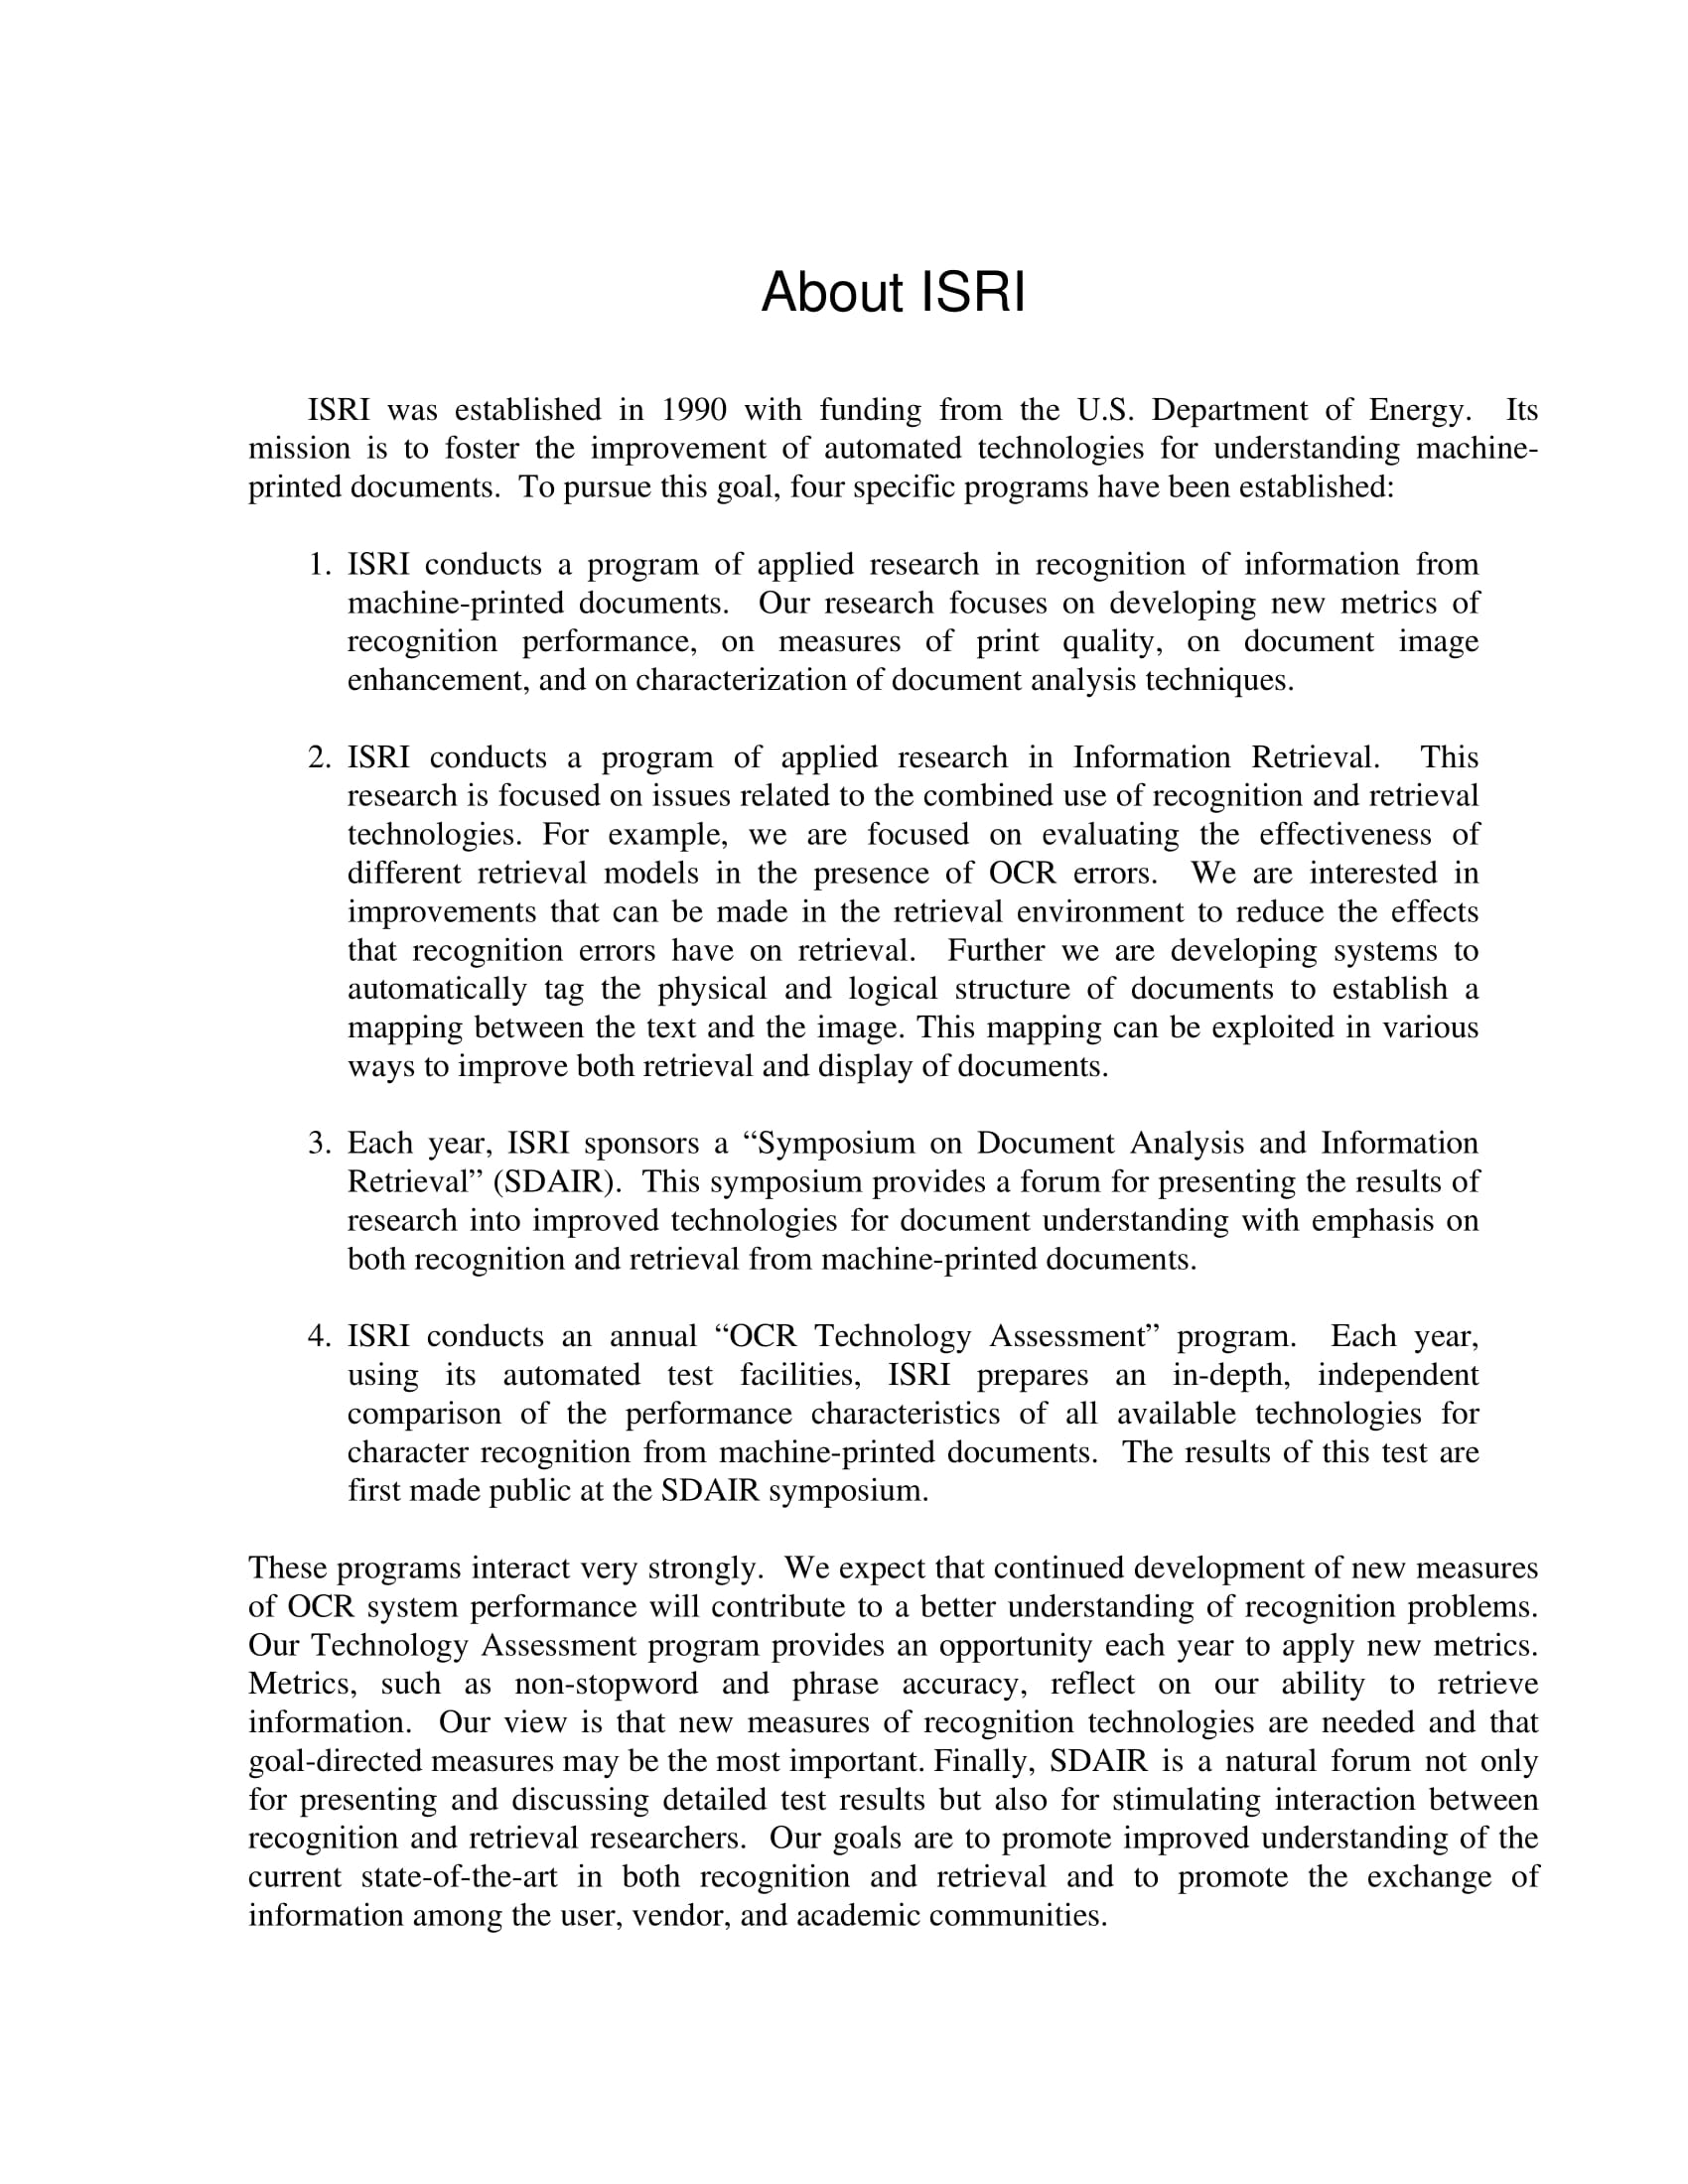 About ISRI
ISRI was established in 1990 with funding from the U.S. Department of Energy.  Its
mission is to foster the improvement of automated technologies for understanding machine-
printed documents.  To pursue this goal, four specific programs have been established:
1. ISRI conducts a program of applied research in recognition of information from
machine-printed documents.  Our research focuses on developing new metrics of
recognition performance, on measures of print quality, on document image
enhancement, and on characterization of document analysis techniques.
2. ISRI conducts a program of applied research in Information Retrieval.  This
research is focused on issues related to the combined use of recognition and retrieval
technologies. For example, we are focused on evaluating the effectiveness of
different retrieval models in the presence of OCR errors.  We are interested in
improvements that can be made in the retrieval environment to reduce the effects
that recognition errors have on retrieval.  Further we are developing systems to
automatically tag the physical and logical structure of documents to establish a
mapping between the text and the image. This mapping can be exploited in various
ways to improve both retrieval and display of documents.
3. Each year, ISRI sponsors a “Symposium on Document Analysis and Information
Retrieval” (SDAIR).  This symposium provides a forum for presenting the results of
research into improved technologies for document understanding with emphasis on
both recognition and retrieval from machine-printed documents.
4. ISRI conducts an annual “OCR Technology Assessment” program.  Each year,
using its automated test facilities, ISRI prepares an in-depth, independent
comparison of the performance characteristics of all available technologies for
character recognition from machine-printed documents.  The results of this test are
first made public at the SDAIR symposium.
These programs interact very strongly.  We expect that continued development of new measures
of OCR system performance will contribute to a better understanding of recognition problems.
Our Technology Assessment program provides an opportunity each year to apply new metrics.
Metrics, such as non-stopword and phrase accuracy, reflect on our ability to retrieve
information.  Our view is that new measures of recognition technologies are needed and that
goal-directed measures may be the most important. Finally, SDAIR is a natural forum not only
for presenting and discussing detailed test results but also for stimulating interaction between
recognition and retrieval researchers.  Our goals are to promote improved understanding of the
current state-of-the-art in both recognition and retrieval and to promote the exchange of
information among the user, vendor, and academic communities.